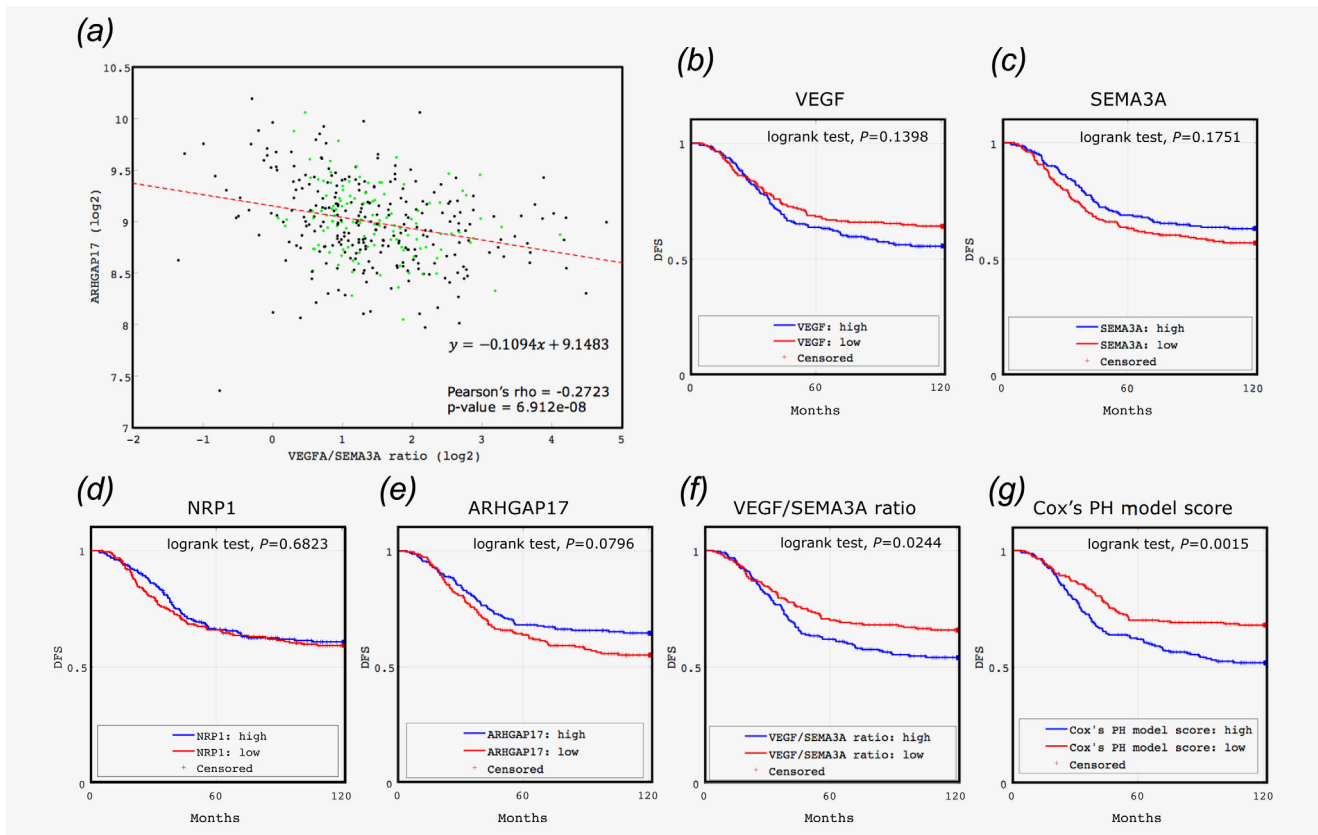 (a)
10.5
10
9.5
9
8.5
8
7.5
7
ARHGAP17 (log2)
y = −0.1094x + 9.1483
Pearson's rho = -0.2723
p-value = 6.912e-08
-2 -1 0 1 2 3 4 5
VEGFA/SEMA3A ratio (log2)
(b)
VEGF
logrank test, P=0.1398
1
0.5
0
DFS
VEGF: high
VEGF: low
Censored
0 60 120
Months
(c)
SEMA3A
logrank test, P=0.1751
1
0.5
0
DFS
SEMA3A: high
SEMA3A: low
Censored
0 60 120
Months
(d)
NRP1
logrank test, P=0.6823
1
0.5
0
DFS
NRP1: high
NRP1: low
Censored
0 60 120
Months
(e)
ARHGAP17
logrank test, P=0.0796
1
0.5
0
DFS
ARHGAP17: high
ARHGAP17: low
Censored
0 60 120
Months
(f)
VEGF/SEMA3A ratio
logrank test, P=0.0244
1
0.5
0
DFS
VEGF/SEMA3A ratio: high
VEGF/SEMA3A ratio: low
Censored
0 60 120
Months
(g)
Cox's PH model score
logrank test, P=0.0015
1
0.5
0
DFS
Cox's PH model score: high
Cox's PH model score: low
Censored
0 60 120
Months